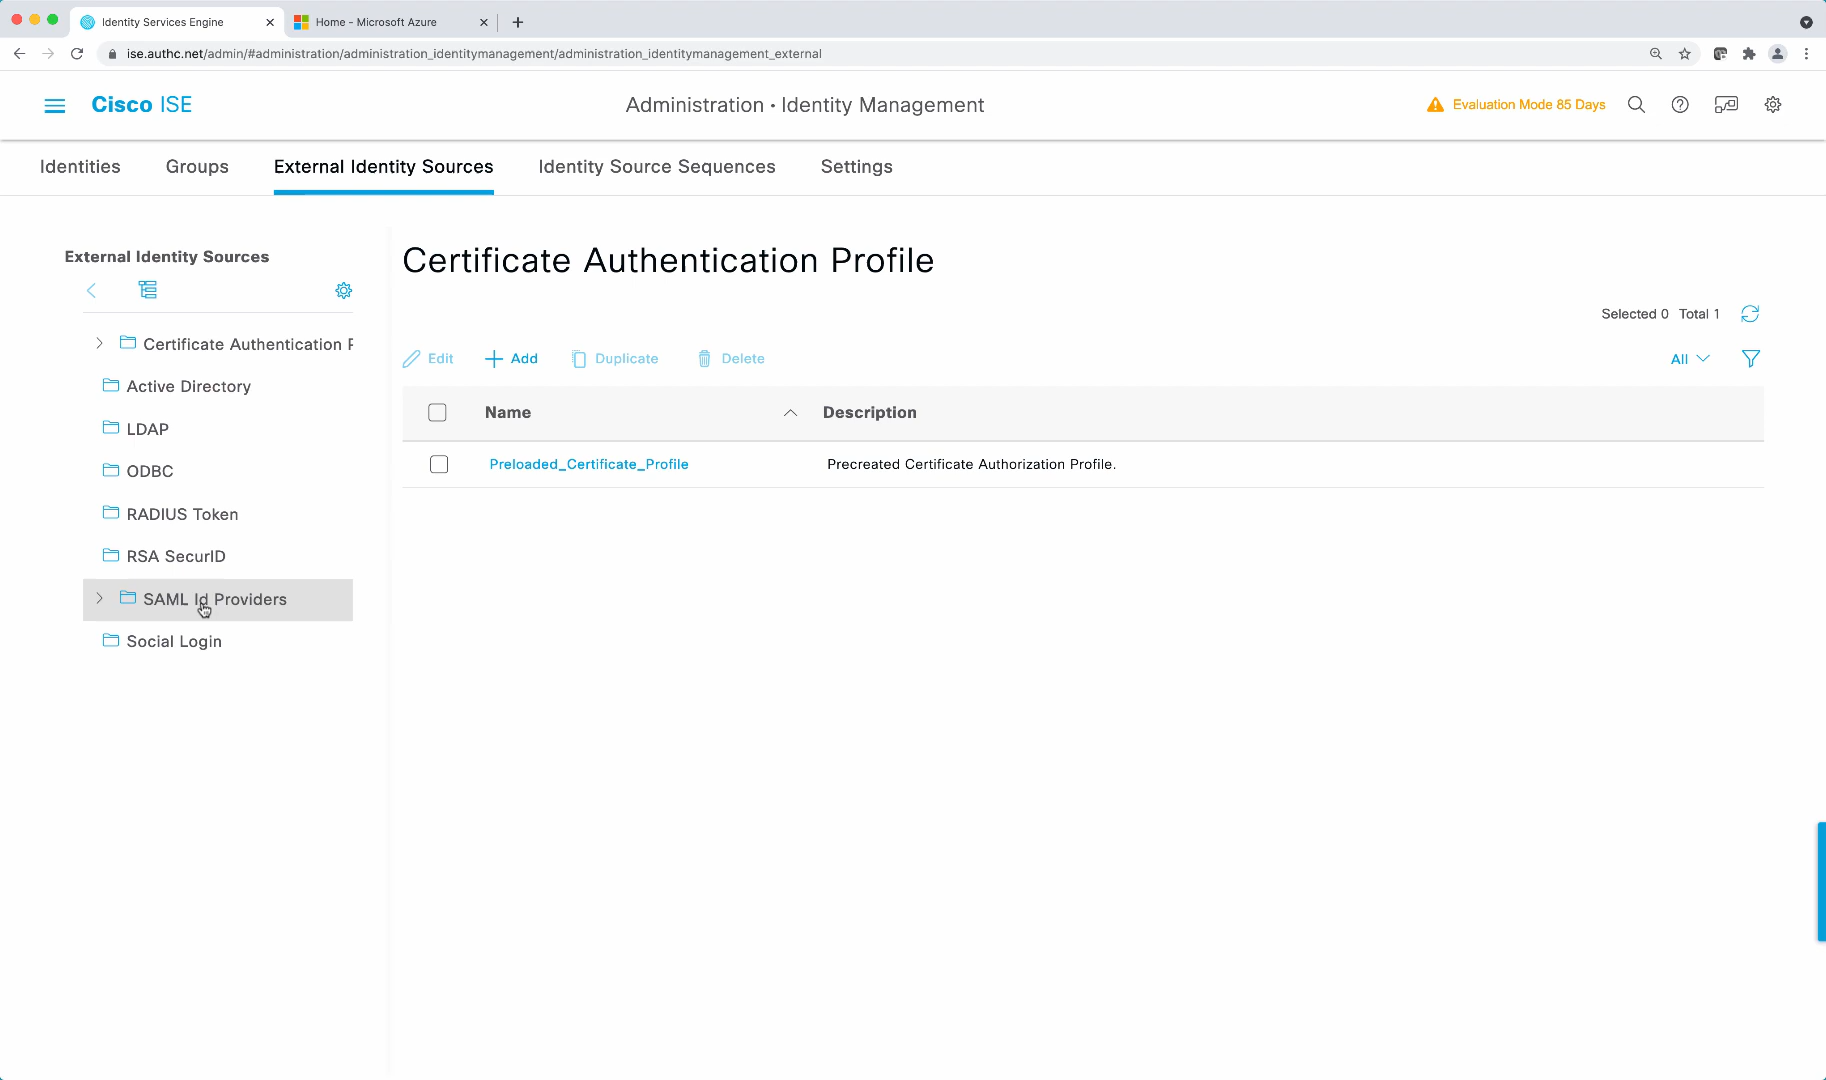 Identity Services Engine
Home - Microsoft Azure
ise.authc.net/admin/#administration/administration_identitymanagement/administration_identitymanagement_external
Cisco ISE
Administration • Identity Management
Evaluation Mode 85 Days
Identities
Groups
External Identity Sources
Identity Source Sequences
Settings
External Identity Sources
Certificate Authentication P
Active Directory
LDAP
ODBC
RADIUS Token
RSA SecurID
SAML Id Providers
Social Login
Certificate Authentication Profile
Selected 0 Total 1
Edit
Add
Duplicate
Delete
All
Name
Description
Preloaded_Certificate_Profile
Precreated Certificate Authorization Profile.